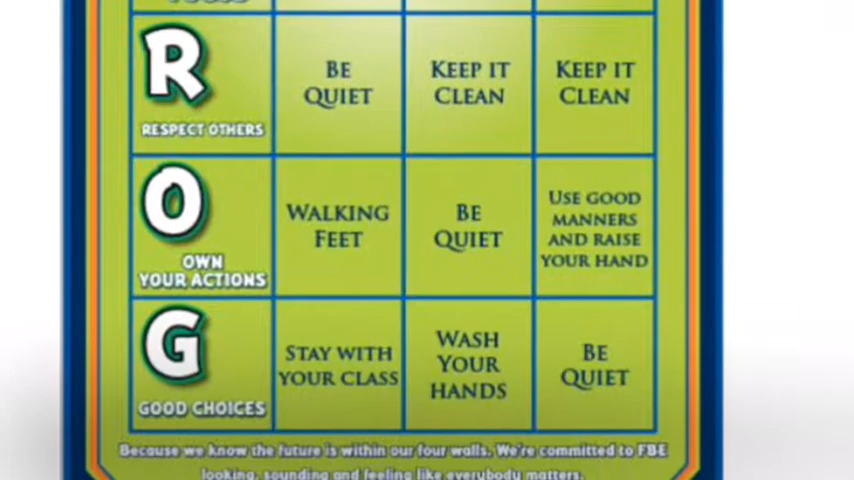 R
RESPECT OTHERS
BE
QUIET
KEEP IT
CLEAN
KEEP IT
CLEAN
O
OWN
YOUR ACTIONS
WALKING
FEET
BE
QUIET
USE GOOD
MANNERS
AND RAISE
YOUR HAND
G
GOOD CHOICES
STAY WITH
YOUR CLASS
WASH
YOUR
HANDS
BE
QUIET
Because we know the future is within our four walls. We're committed to FBE
looking, sounding and feeling like everybody matters.